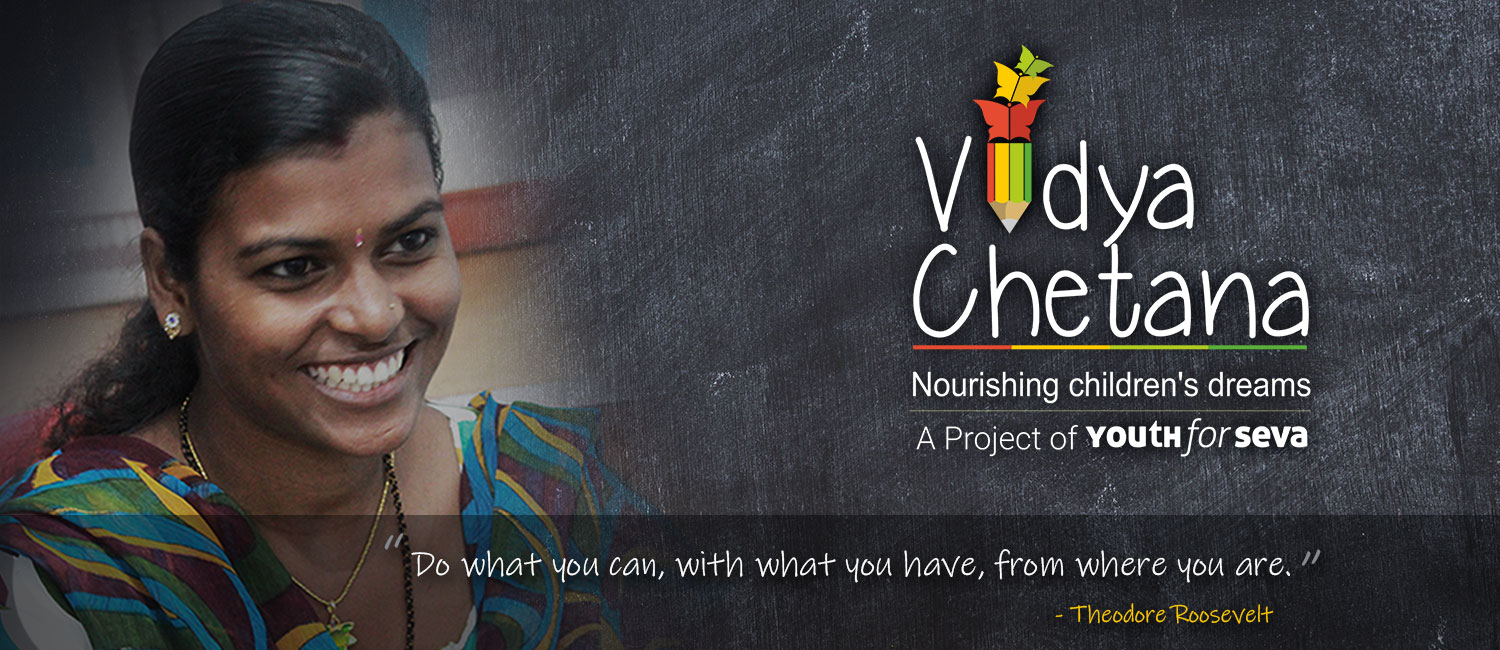 Vidya
Chetana
Nourishing children's dreams
A Project of YOUTH for SEVA
"Do what you can, with what you have, from where you are."
- Theodore Roosevelt